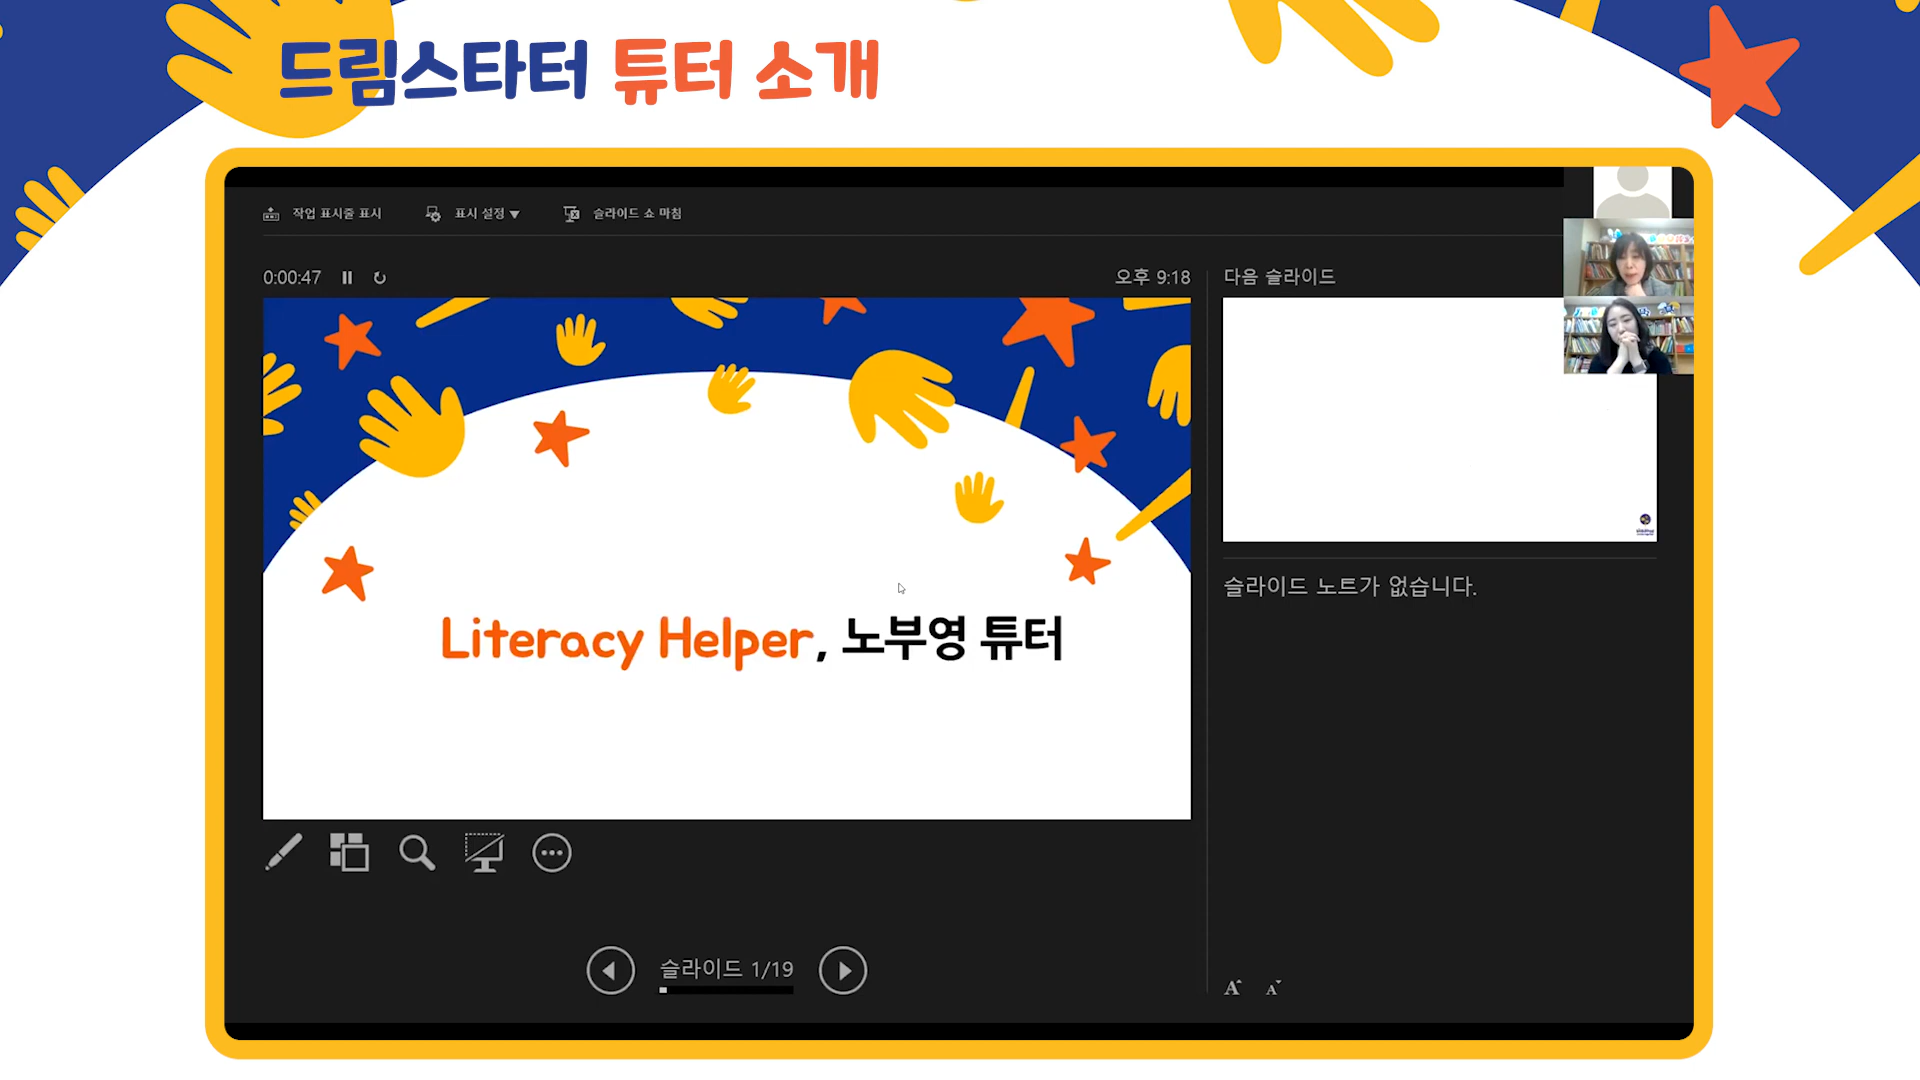 드림스타터 튜터 소개
작업 표시줄 표시
표시 설정 ▼
슬라이드 쇼 마침
0:00:47
오후 9:18
다음 슬라이드
Literacy Helper, 노부영 튜터
슬라이드 노트가 없습니다.
슬라이드 1/19
A A